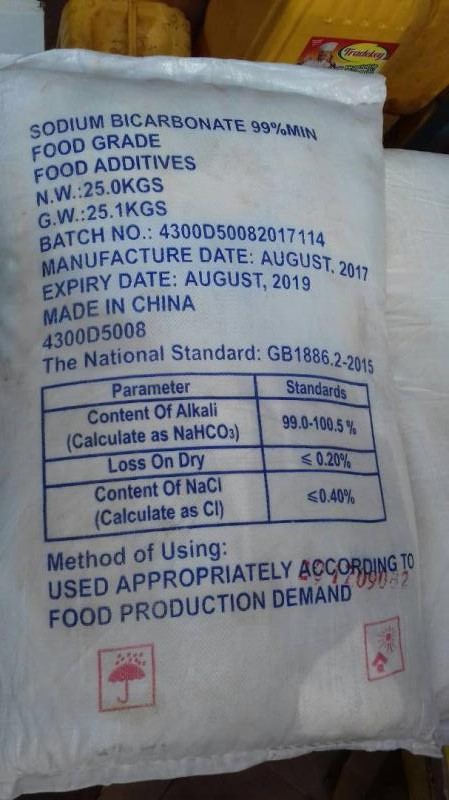 Tradekey
SODIUM BICARBONATE 99%MIN
FOOD GRADE
FOOD ADDITIVES
N.W.:25.0KGS
G.W.:25.1KGS
BATCH NO.: 4300D50082017114
MANUFACTURE DATE: AUGUST, 2017
EXPIRY DATE: AUGUST, 2019
MADE IN CHINA
4300D5008
The National Standard: GB1886.2-2015
Parameter Standards
Content Of Alkali
(Calculate as NaHCO3) 99.0-100.5 %
Loss On Dry ≤ 0.20%
Content Of NaCl
(Calculate as Cl) ≤0.40%
Method of Using:
USED APPROPRIATELY ACCORDING TO
FOOD PRODUCTION DEMAND